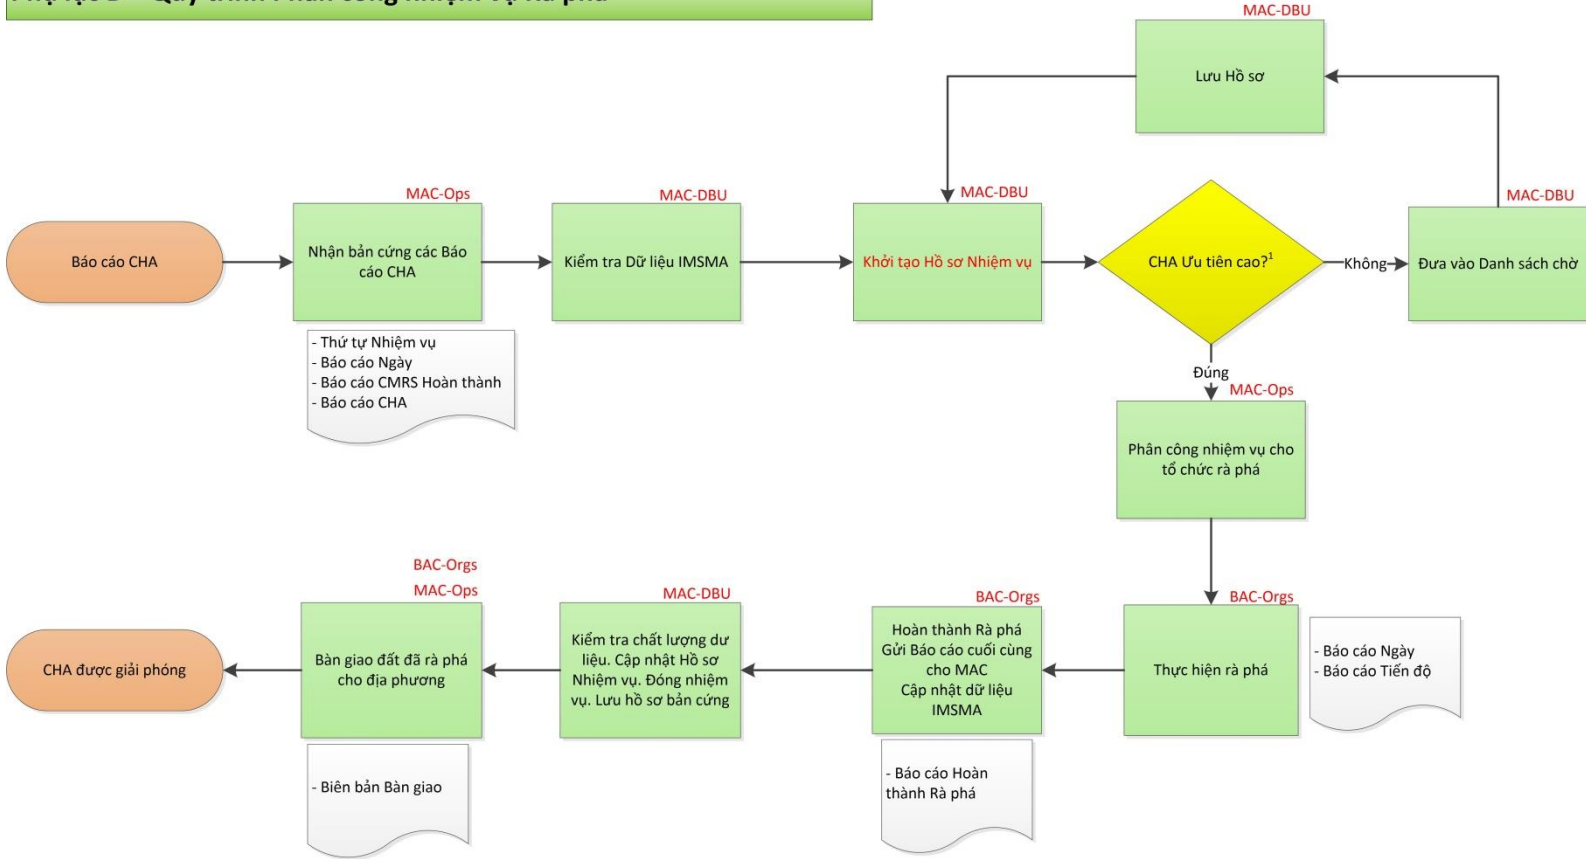 MAC-DBU
Lưu Hồ sơ
MAC-Ops
MAC-DBU
MAC-DBU
MAC-DBU
Báo cáo CHA
Nhận bản cứng các Báo
cáo CHA
Kiểm tra Dữ liệu IMSMA
Khởi tạo Hồ sơ Nhiệm vụ
CHA Ưu tiên cao?¹
Không
Đưa vào Danh sách chờ
- Thứ tự Nhiệm vụ
- Báo cáo Ngày
- Báo cáo CMRS Hoàn thành
- Báo cáo CHA
Đúng
MAC-Ops
Phân công nhiệm vụ cho
tổ chức rà phá
BAC-Orgs
MAC-Ops
MAC-DBU
BAC-Orgs
BAC-Orgs
CHA được giải phóng
Bàn giao đất đã rà phá
cho địa phương
Kiểm tra chất lượng dư
liệu. Cập nhật Hồ sơ
Nhiệm vụ. Đóng nhiệm
vụ. Lưu hồ sơ bản cứng
Hoàn thành Rà phá
Gửi Báo cáo cuối cùng
cho MAC
Cập nhật dữ liệu
IMSMA
Thực hiện rà phá
- Báo cáo Ngày
- Báo cáo Tiến độ
- Biên bản Bàn giao
- Báo cáo Hoàn
thành Rà phá